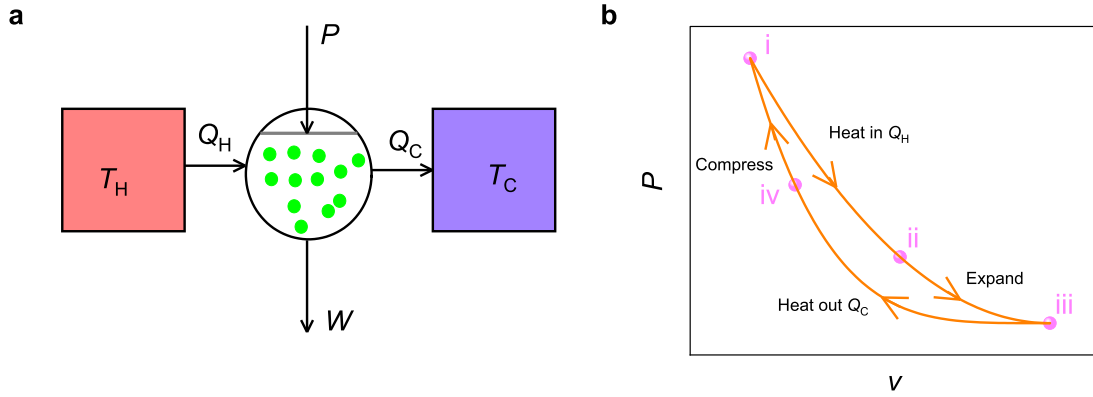 a
P
T_H
Q_H
Q_C
T_C
W
b
i
Heat in Q_H
Compress
P
iv
ii
Expand
Heat out Q_C
iii
v